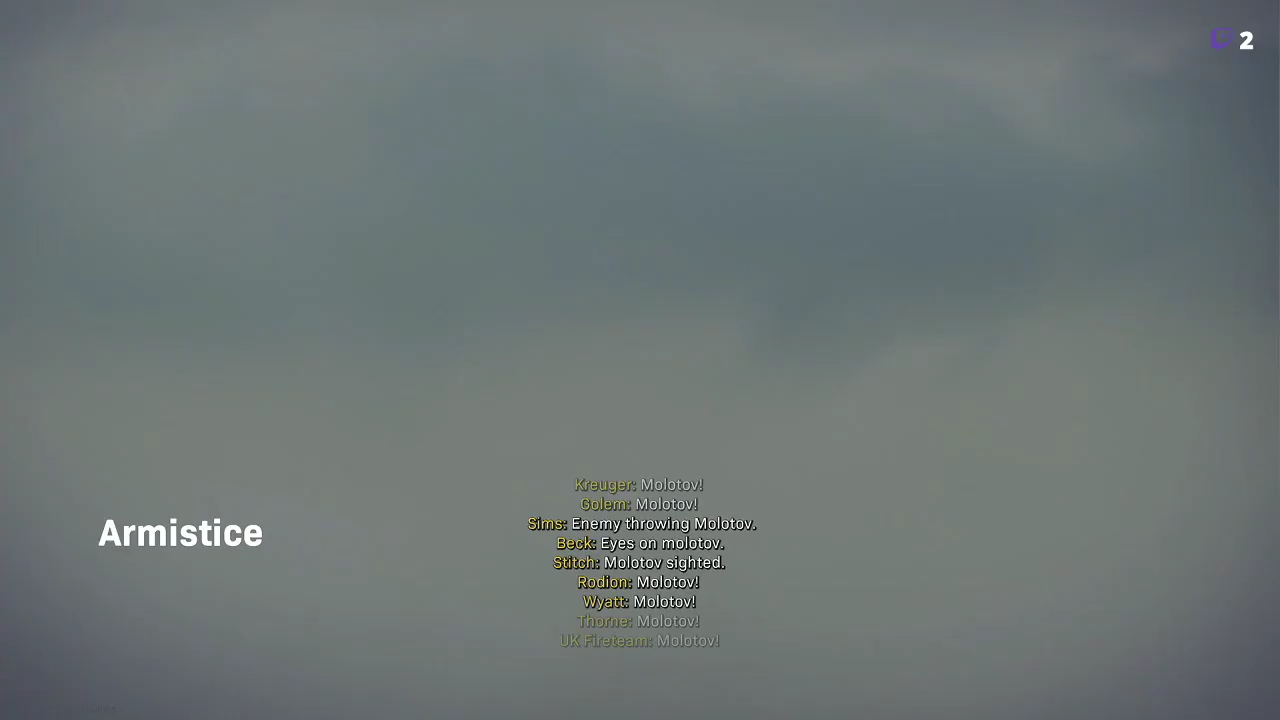 2
Kreuger: Molotov!
Golem: Molotov!
Sims: Enemy throwing Molotov.
Armistice
Beck: Eyes on molotov.
Stitch: Molotov sighted.
Rodion: Molotov!
Wyatt: Molotov!
Thorne: Molotov!
UK Fireteam: Molotov!